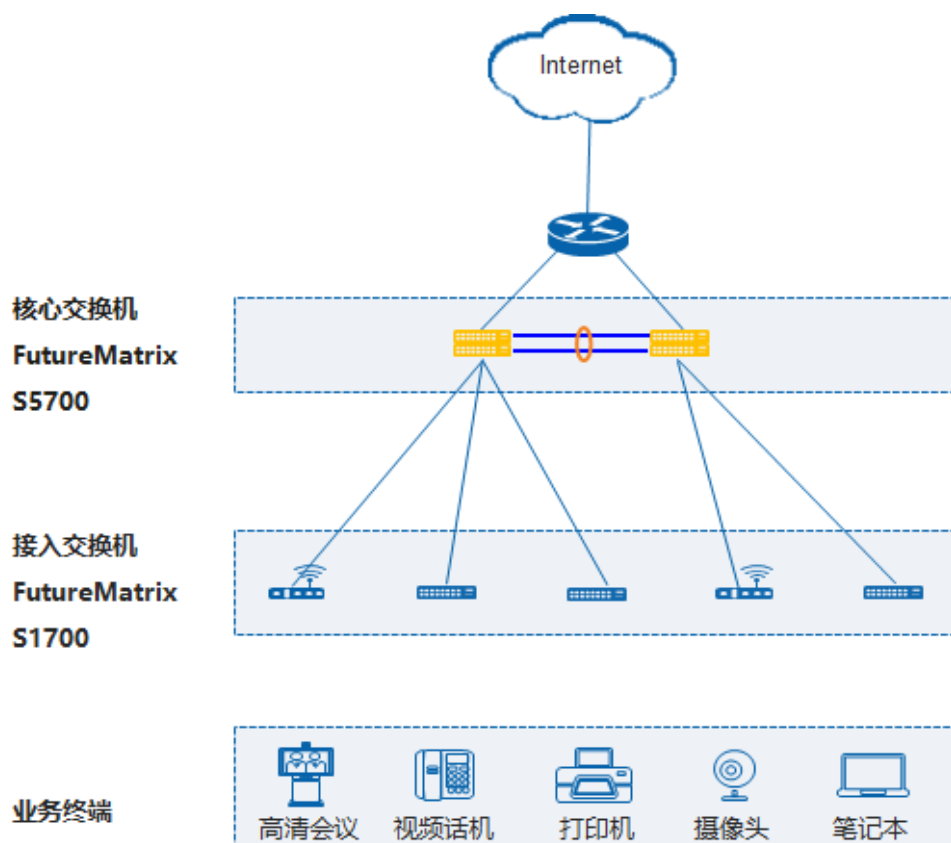 Internet
核心交换机
FutureMatrix
S5700
接入交换机
FutureMatrix
S1700
业务终端
高清会议 视频话机 打印机 摄像头 笔记本